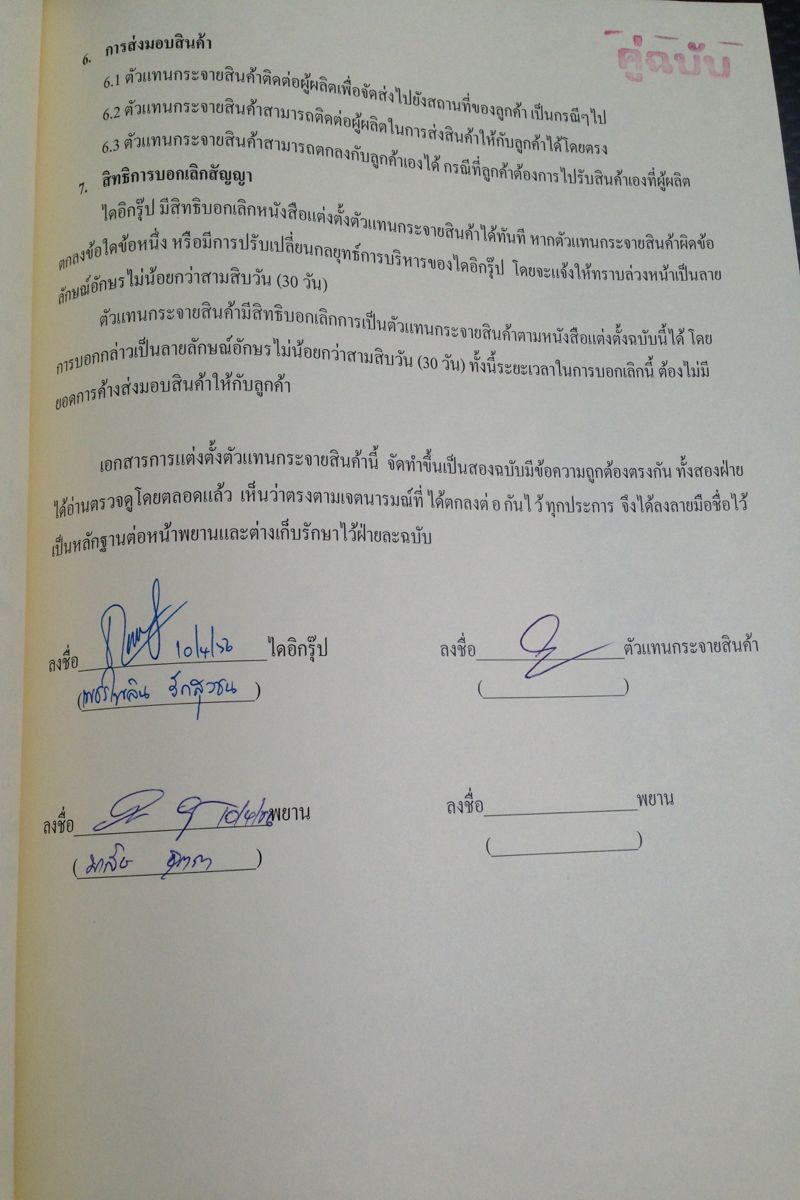 คู่ฉบับ
6. การส่งมอบสินค้า
6.1 ตัวแทนกระจายสินค้าติดต่อผู้ผลิตเพื่อจัดส่งไปยังสถานที่ของลูกค้า เป็นกรณีๆไป
6.2 ตัวแทนกระจายสินค้าสามารถติดต่อผู้ผลิตในการส่งสินค้าให้กับลูกค้าได้โดยตรง
6.3 ตัวแทนกระจายสินค้าสามารถตกลงกับลูกค้าเองได้ กรณีที่ลูกค้าต้องการไปรับสินค้าเองที่ผู้ผลิต
7. สิทธิการบอกเลิกสัญญา
ไดอิกรุ๊ป มีสิทธิบอกเลิกหนังสือแต่งตั้งตัวแทนกระจายสินค้าได้ทันที หากตัวแทนกระจายสินค้าผิดข้อ
ตกลงข้อใดข้อหนึ่ง หรือมีการปรับเปลี่ยนกลยุทธ์การบริหารของไดอิกรุ๊ป โดยจะแจ้งให้ทราบล่วงหน้าเป็นลาย
ลักษณ์อักษรไม่น้อยกว่าสามสิบวัน (30 วัน)
ตัวแทนกระจายสินค้ามีสิทธิบอกเลิกการเป็นตัวแทนกระจายสินค้าตามหนังสือแต่งตั้งฉบับนี้ได้ โดย
การบอกกล่าวเป็นลายลักษณ์อักษรไม่น้อยกว่าสามสิบวัน (30 วัน) ทั้งนี้ระยะเวลาในการบอกเลิกนี้ ต้องไม่มี
ยอดการค้างส่งมอบสินค้าให้กับลูกค้า
เอกสารการแต่งตั้งตัวแทนกระจายสินค้านี้ จัดทำขึ้นเป็นสองฉบับมีข้อความถูกต้องตรงกัน ทั้งสองฝ่าย
ได้อ่านตรวจดูโดยตลอดแล้ว เห็นว่าตรงตามเจตนารมณ์ที่ ได้ตกลงต่อกันไว้ทุกประการ จึงได้ลงลายมือชื่อไว้
เป็นหลักฐานต่อหน้าพยานและต่างเก็บรักษาไว้ฝ่ายละฉบับ
ลงชื่อ 10/4/56 ไดอิกรุ๊ป ลงชื่อ ตัวแทนกระจายสินค้า
( ) ( )
ลงชื่อ 10/4/56 พยาน ลงชื่อ พยาน
( ) ( )